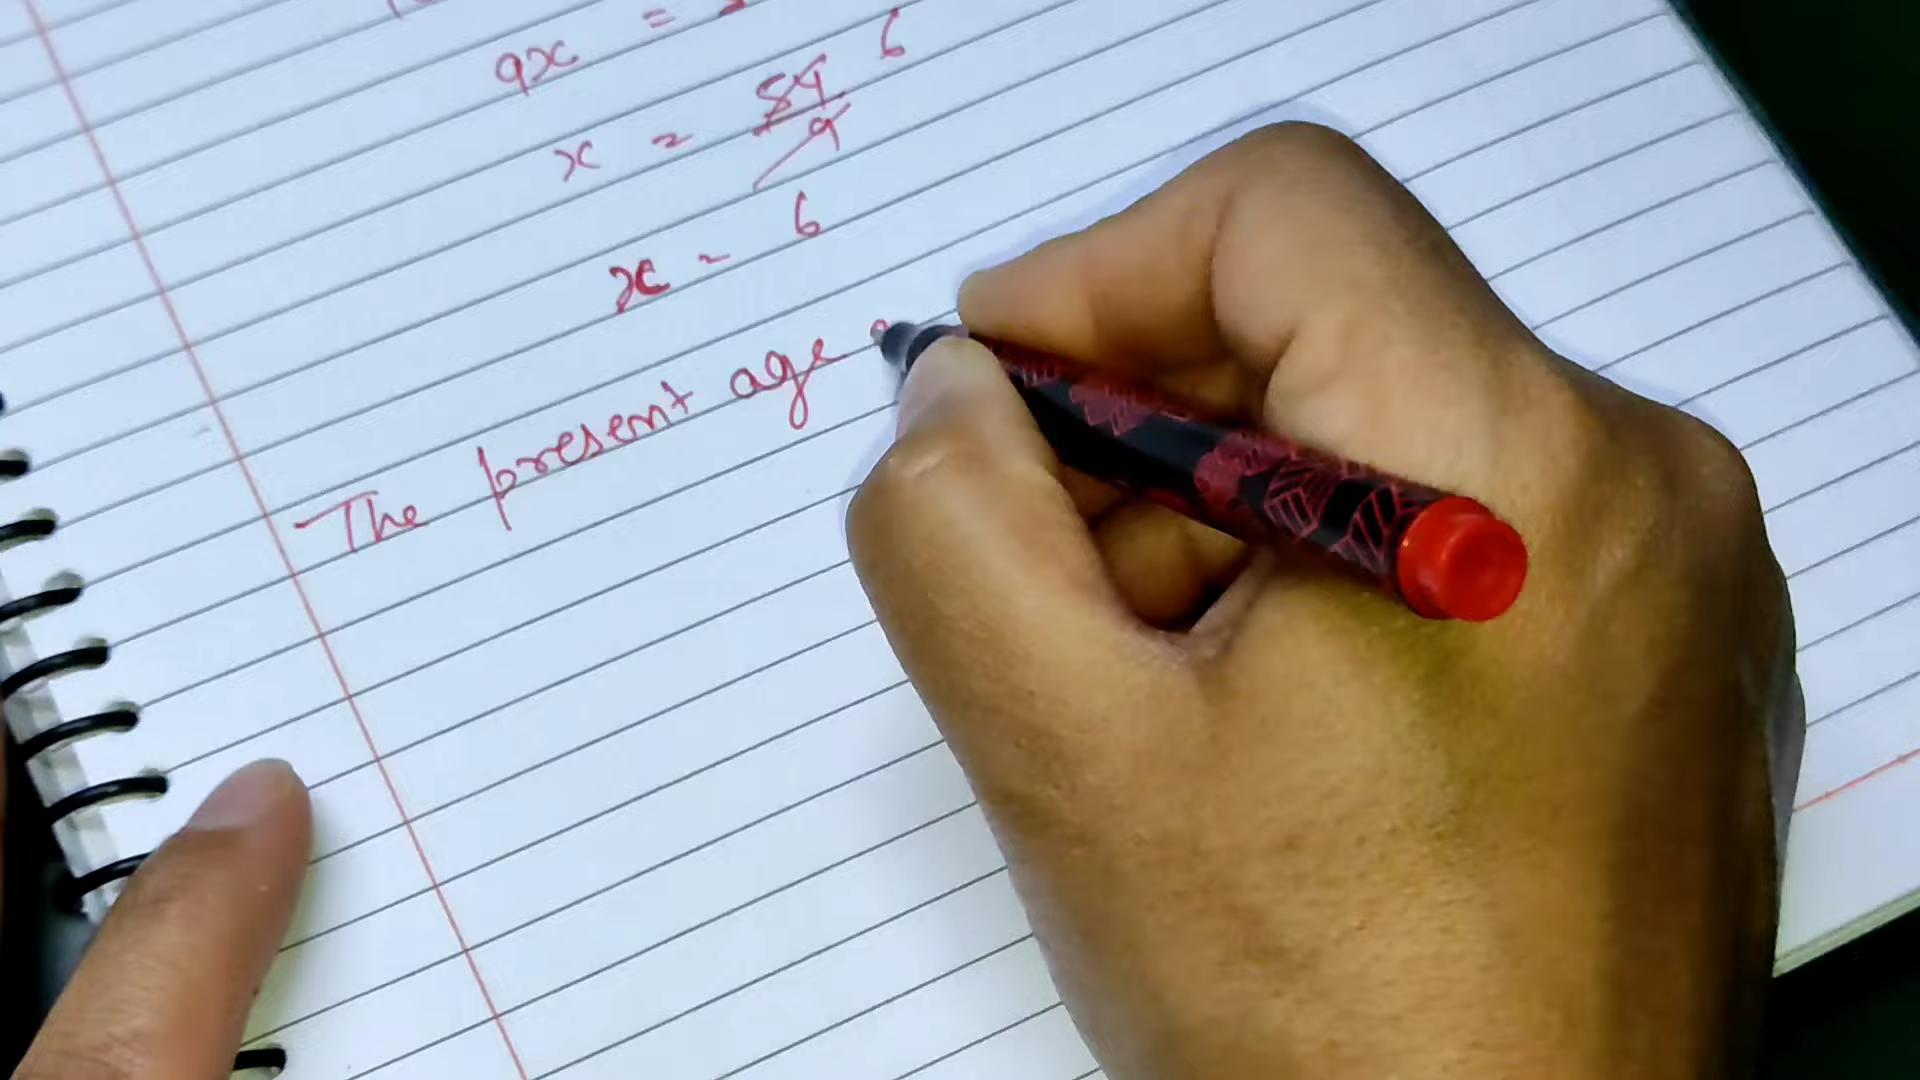 9x =
x = 54/9 6
x = 6
The present age